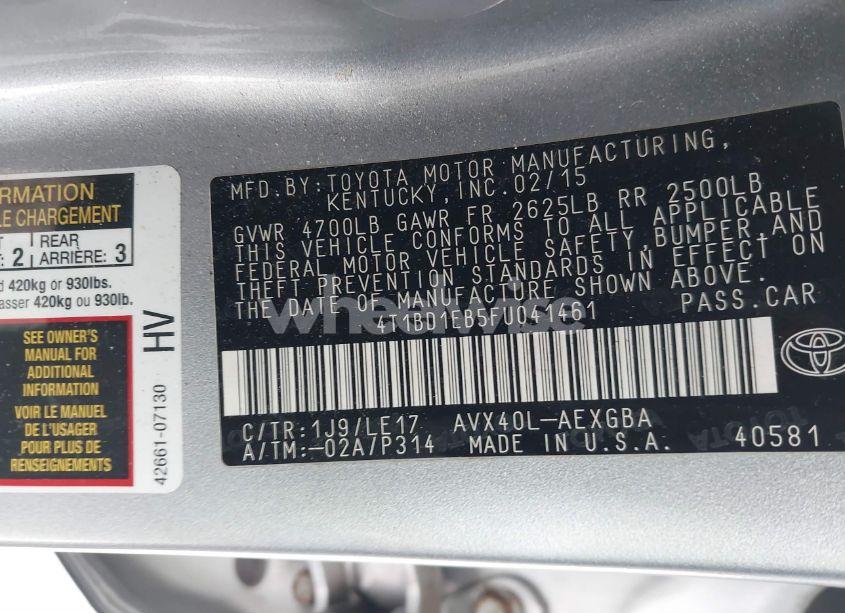 RMATION
LE CHARGEMENT
2 REAR
ARRIÈRE: 3
d 420kg or 930lbs.
asser 420kg ou 930lb.
SEE OWNER'S
MANUAL FOR
ADDITIONAL
INFORMATION
VOIR LE MANUEL
DE L'USAGER
POUR PLUS DE
RENSEIGNEMENTS
HV
42661-07130
MFD.BY:TOYOTA MOTOR MANUFACTURING,
KENTUCKY,INC.02/15
GVWR 4700LB GAWR FR 2625LB RR 2500LB
THIS VEHICLE CONFORMS TO ALL APPLICABLE
FEDERAL MOTOR VEHICLE SAFETY,BUMPER,AND
THEFT PREVENTION STANDARDS IN EFFECT ON
THE DATE OF MANUFACTURE SHOWN ABOVE.
4T1BD1EB5FU041461 PASS.CAR
wheelwise
C/TR:1J9/LE17 AVX40L-AEXGBA
A/TM:-02A7P314 MADE IN U.S.A. 40581